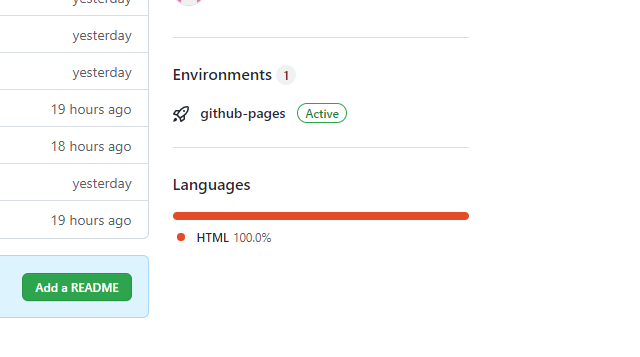 yesterday
yesterday
yesterday
19 hours ago
18 hours ago
yesterday
19 hours ago
Add a README
Environments 1
github-pages Active
Languages
HTML 100.0%